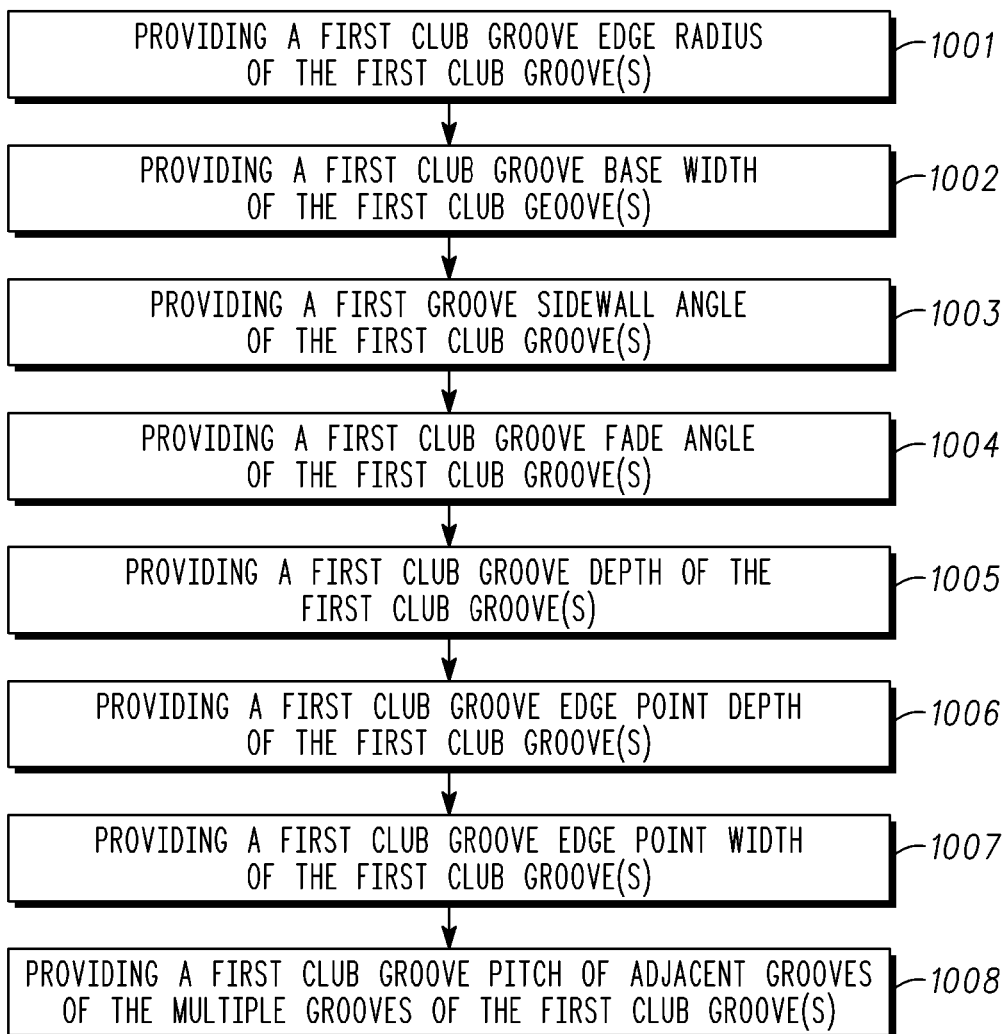 PROVIDING A FIRST CLUB GROOVE EDGE RADIUS
OF THE FIRST CLUB GROOVE(S)
1001
PROVIDING A FIRST CLUB GROOVE BASE WIDTH
OF THE FIRST CLUB GEOOVE(S)
1002
PROVIDING A FIRST GROOVE SIDEWALL ANGLE
OF THE FIRST CLUB GROOVE(S)
1003
PROVIDING A FIRST CLUB GROOVE FADE ANGLE
OF THE FIRST CLUB GROOVE(S)
1004
PROVIDING A FIRST CLUB GROOVE DEPTH OF THE
FIRST CLUB GROOVE(S)
1005
PROVIDING A FIRST CLUB GROOVE EDGE POINT DEPTH
OF THE FIRST CLUB GROOVE(S)
1006
PROVIDING A FIRST CLUB GROOVE EDGE POINT WIDTH
OF THE FIRST CLUB GROOVE(S)
1007
PROVIDING A FIRST CLUB GROOVE PITCH OF ADJACENT GROOVES
OF THE MULTIPLE GROOVES OF THE FIRST CLUB GROOVE(S)
1008